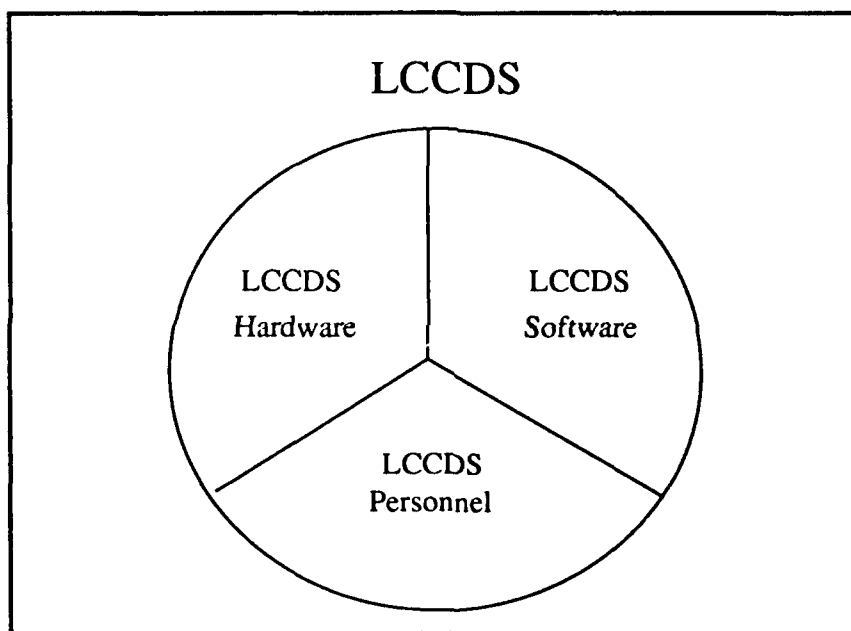 LCCDS
LCCDS
Hardware
LCCDS
Software
LCCDS
Personnel